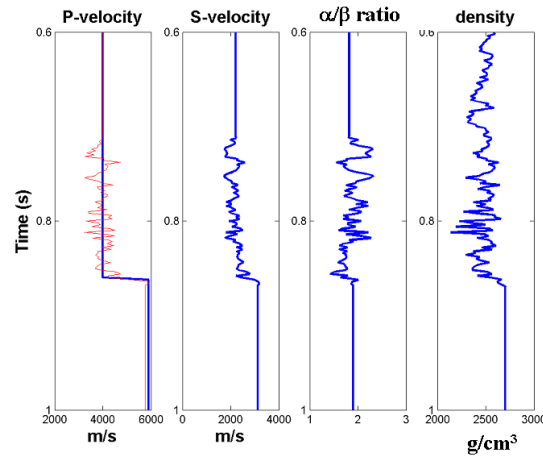 P-velocity S-velocity α/β ratio density
0.6 0.6 0.6 0.6
Time (s)
0.8 0.8 0.8 0.8
1 1 1 1
2000 4000 6000 0 2000 4000 1 2 3 2000 2500 3000
m/s m/s g/cm³